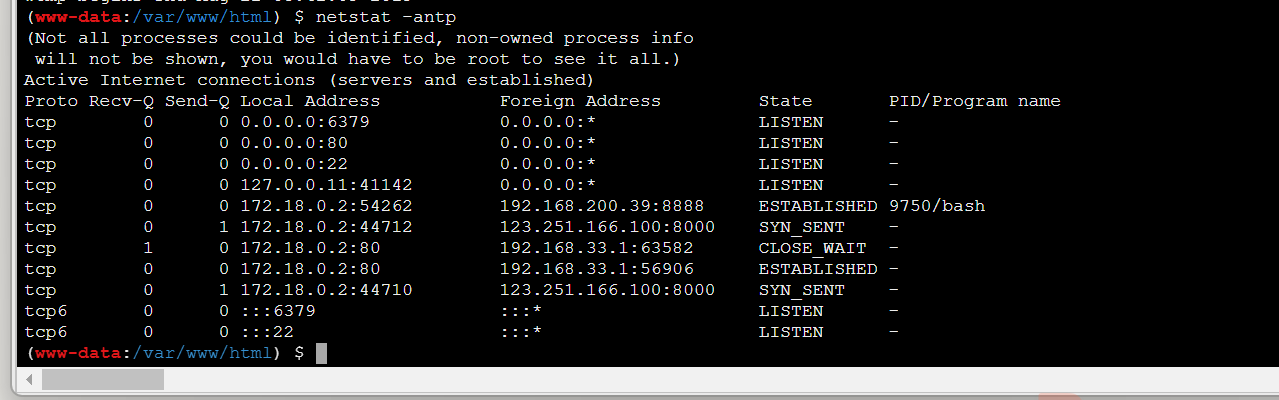 (www-data:/var/www/html) $ netstat -antp
(Not all processes could be identified, non-owned process info
 will not be shown, you would have to be root to see it all.)
Active Internet connections (servers and established)
Proto Recv-Q Send-Q Local Address           Foreign Address         State       PID/Program name
tcp        0      0 0.0.0.0:6379            0.0.0.0:*               LISTEN      -
tcp        0      0 0.0.0.0:80              0.0.0.0:*               LISTEN      -
tcp        0      0 0.0.0.0:22              0.0.0.0:*               LISTEN      -
tcp        0      0 127.0.0.11:41142        0.0.0.0:*               LISTEN      -
tcp        0      0 172.18.0.2:54262        192.168.200.39:8888     ESTABLISHED 9750/bash
tcp        0      1 172.18.0.2:44712        123.251.166.100:8000    SYN_SENT    -
tcp        1      0 172.18.0.2:80           192.168.33.1:63582      CLOSE_WAIT  -
tcp        0      0 172.18.0.2:80           192.168.33.1:56906      ESTABLISHED -
tcp        0      1 172.18.0.2:44710        123.251.166.100:8000    SYN_SENT    -
tcp6       0      0 :::6379                 :::*                    LISTEN      -
tcp6       0      0 :::22                   :::*                    LISTEN      -
(www-data:/var/www/html) $